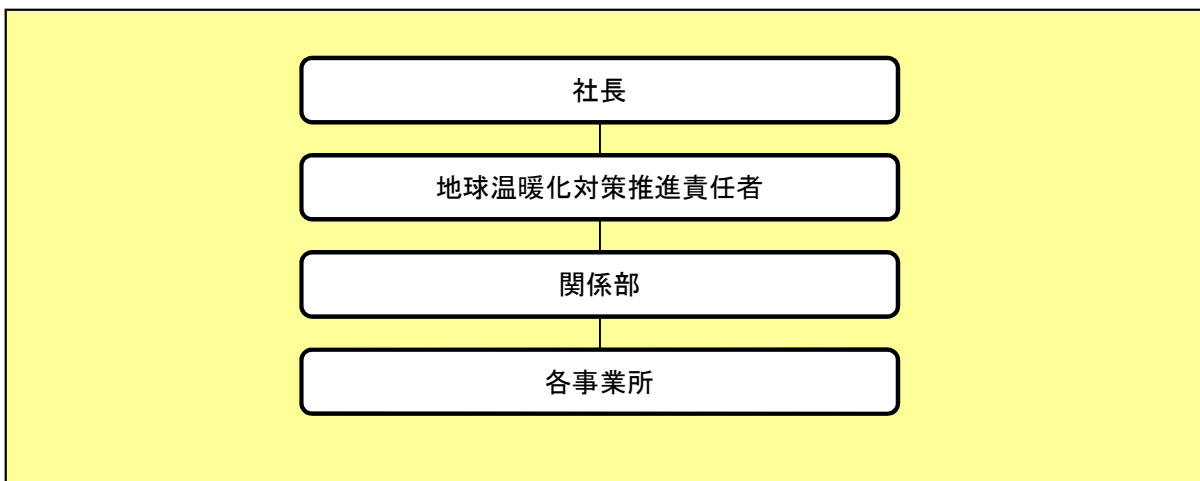 社長
地球温暖化対策推進責任者
関係部
各事業所